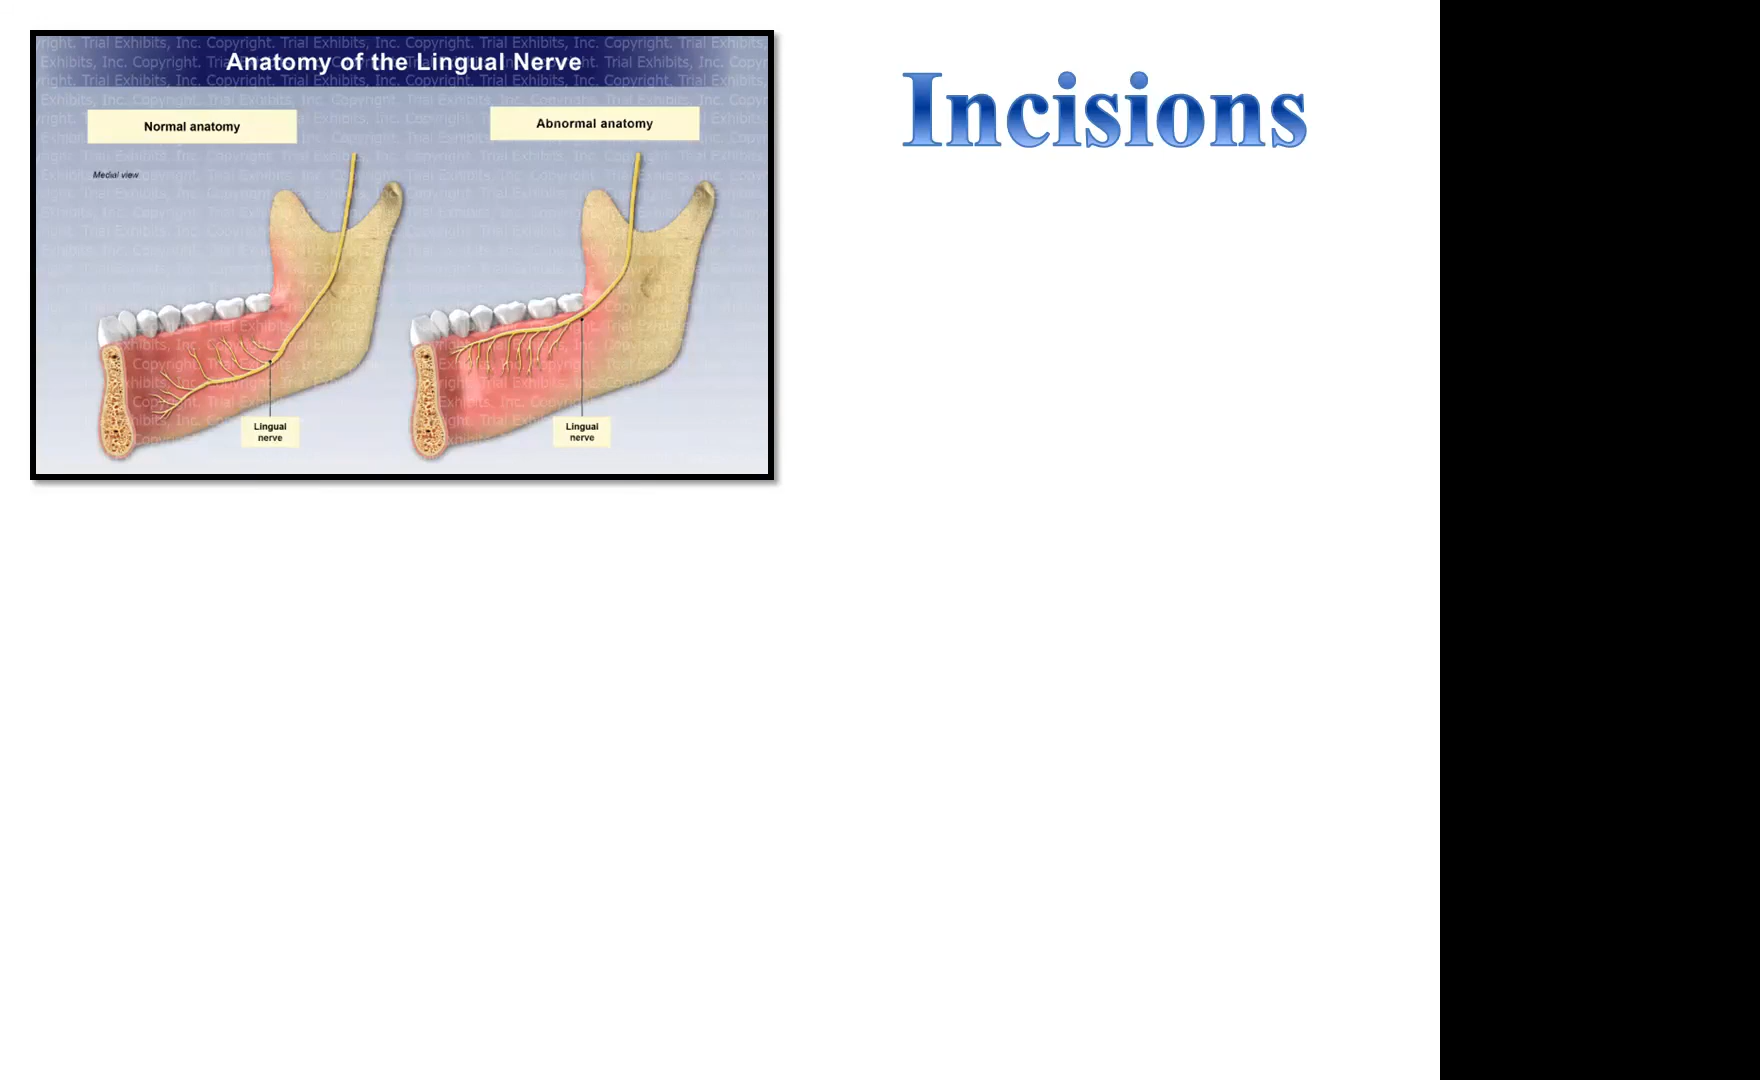 Anatomy of the Lingual Nerve
Incisions
Normal anatomy
Abnormal anatomy
Medial view
Lingual
nerve
Lingual
nerve